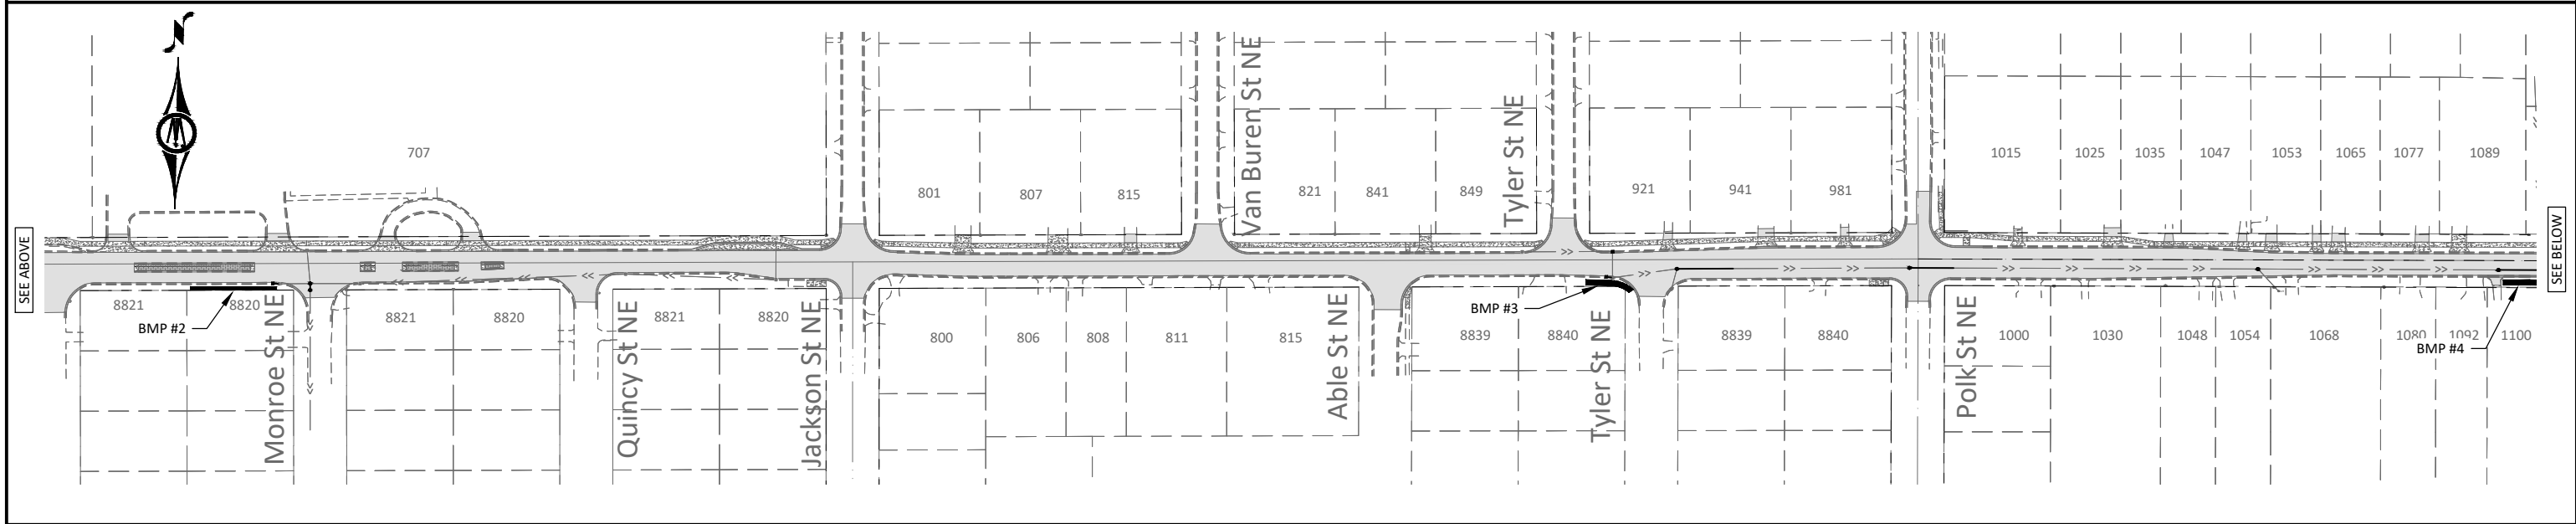 N
SEE ABOVE
707
801
807
815
Van Buren St NE
821
841
849
Tyler St NE
921
941
981
1015
1025
1035
1047
1053
1065
1077
1089
SEE BELOW
8821
8820
BMP #2
Monroe St NE
8821
8820
Quincy St NE
8821
8820
Jackson St NE
800
806
808
811
815
Able St NE
BMP #3
8839
8840
Tyler St NE
8839
8840
Polk St NE
1000
1030
1048
1054
1068
1080
1092
1100
BMP #4